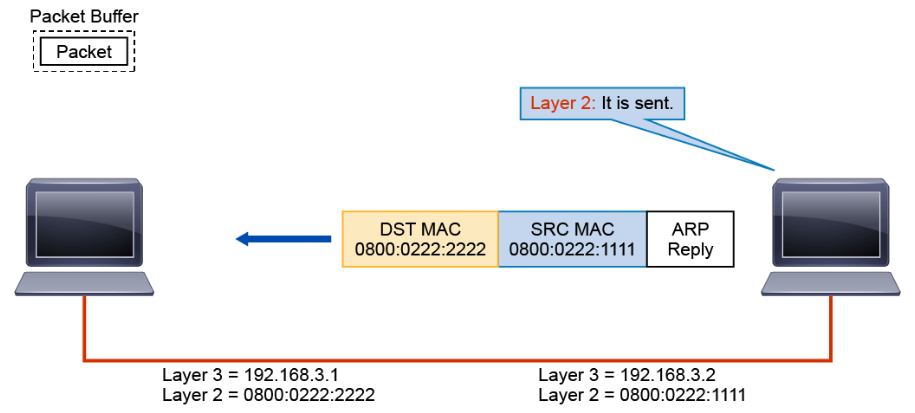 Packet Buffer
Packet
Layer 2: It is sent.
DST MAC
0800:0222:2222
SRC MAC
0800:0222:1111
ARP
Reply
Layer 3 = 192.168.3.1
Layer 2 = 0800:0222:2222
Layer 3 = 192.168.3.2
Layer 2 = 0800:0222:1111